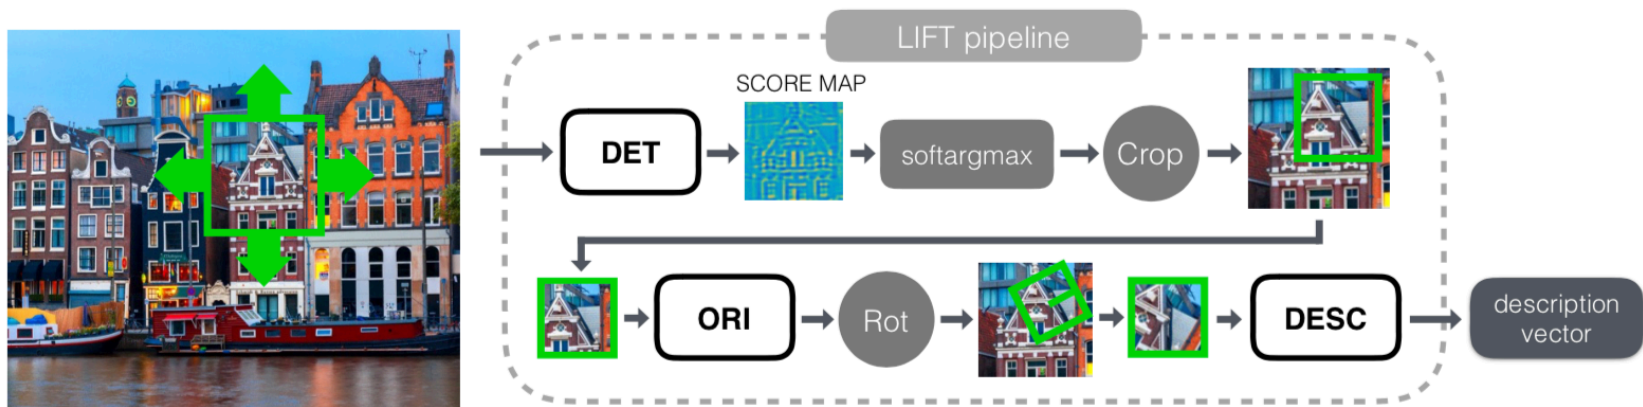 LIFT pipeline
SCORE MAP
DET
softargmax
Crop
ORI
Rot
DESC
description
vector